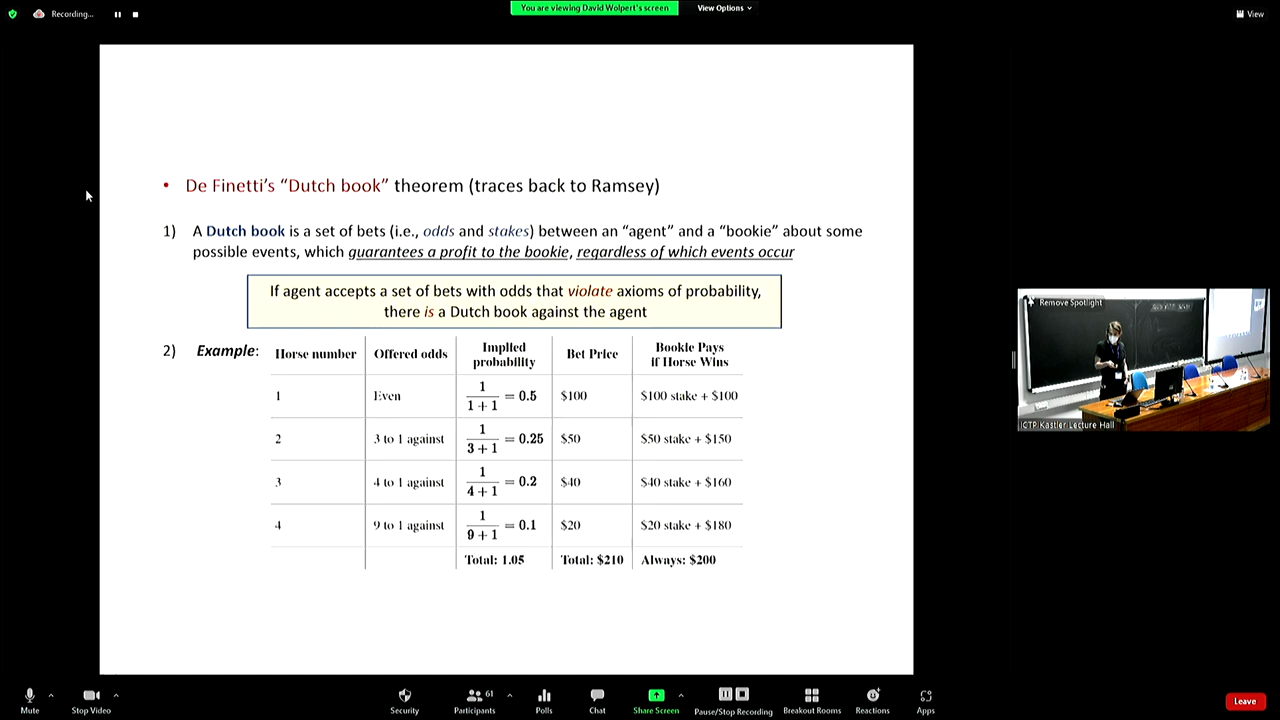 Recording...
You are viewing David Wolpert's screen
View Options
View
• De Finetti's “Dutch book” theorem (traces back to Ramsey)
1) A Dutch book is a set of bets (i.e., odds and stakes) between an “agent” and a “bookie” about some
possible events, which guarantees a profit to the bookie, regardless of which events occur
If agent accepts a set of bets with odds that violate axioms of probability,
there is a Dutch book against the agent
2) Example:
Horse number Offered odds Implied probability Bet Price Bookie Pays if Horse Wins
1 Even 1/(1 + 1) = 0.5 $100 $100 stake + $100
2 3 to 1 against 1/(3 + 1) = 0.25 $50 $50 stake + $150
3 4 to 1 against 1/(4 + 1) = 0.2 $40 $40 stake + $160
4 9 to 1 against 1/(9 + 1) = 0.1 $20 $20 stake + $180
Total: 1.05 Total: $210 Always: $200
Remove Spotlight
ICTP Kastler Lecture Hall
Mute
Stop Video
Security
Participants 61
Polls
Chat
Share Screen
Pause/Stop Recording
Breakout Rooms
Reactions
Apps
Leave